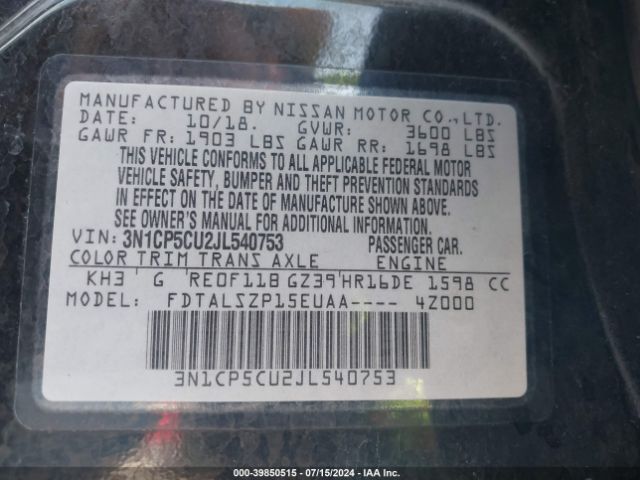 MANUFACTURED BY NISSAN MOTOR CO.,LTD.
DATE: 10/18. GVWR: 3600 LBS
GAWR FR: 1903 LBS GAWR RR: 1698 LBS
THIS VEHICLE CONFORMS TO ALL APPLICABLE FEDERAL MOTOR
VEHICLE SAFETY, BUMPER AND THEFT PREVENTION STANDARDS
IN EFFECT ON THE DATE OF MANUFACTURE SHOWN ABOVE.
SEE OWNER'S MANUAL FOR ADDITIONAL INFORMATION.
VIN: 3N1CP5CU2JL540753 PASSENGER CAR.
COLOR TRIM TRANS AXLE ENGINE
KH3 G RE0F11B GZ39 HR16DE 1598 CC
MODEL: FDTALSZP15EUAA---- 4Z000
3N1CP5CU2JL540753
000-39850515 - 07/15/2024 - IAA Inc.